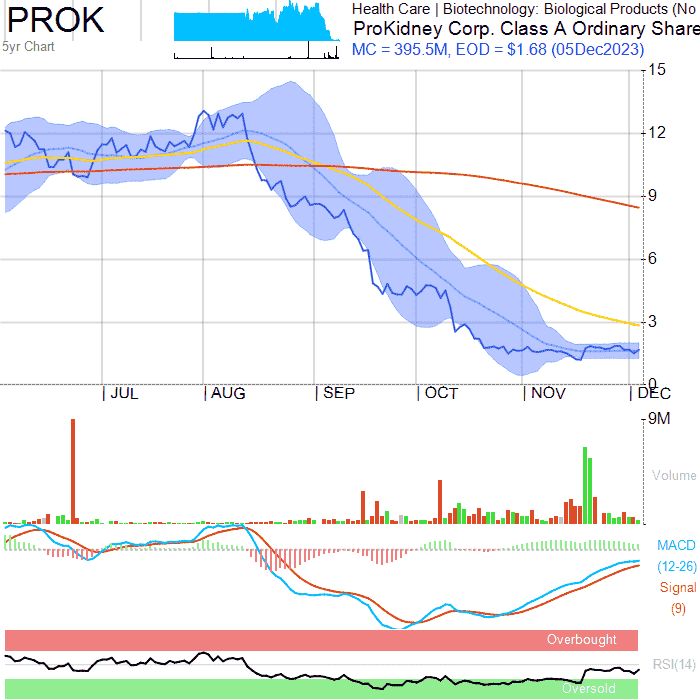 PROK
5yr Chart
Health Care | Biotechnology: Biological Products (No
ProKidney Corp. Class A Ordinary Share
MC = 395.5M, EOD = $1.68 (05Dec2023)
15
12
9
6
3
0
JUL AUG SEP OCT NOV DEC
9M
Volume
MACD
(12-26)
Signal
(9)
Overbought
RSI(14)
Oversold